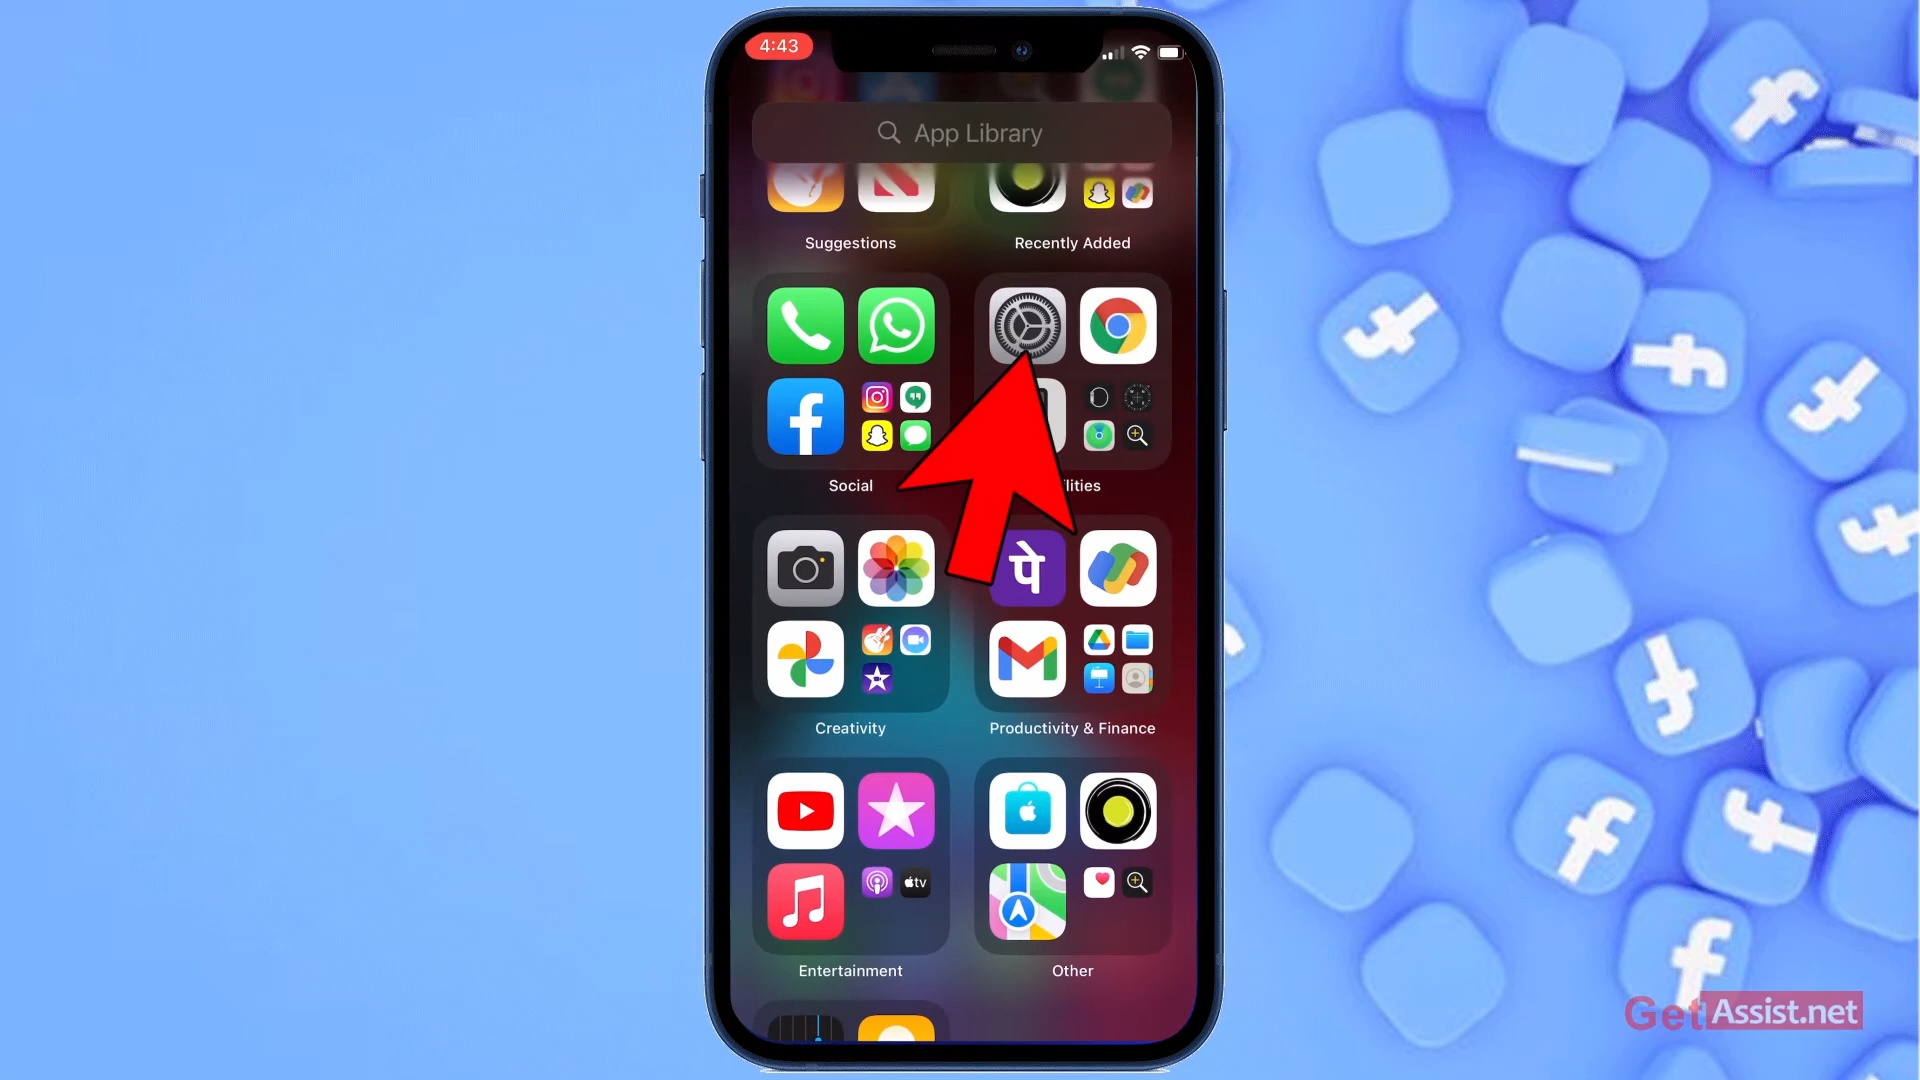 4:43
App Library
Suggestions
Recently Added
Social
lities
पे
Creativity
Productivity & Finance
tv
Entertainment
Other
GetAssist.net